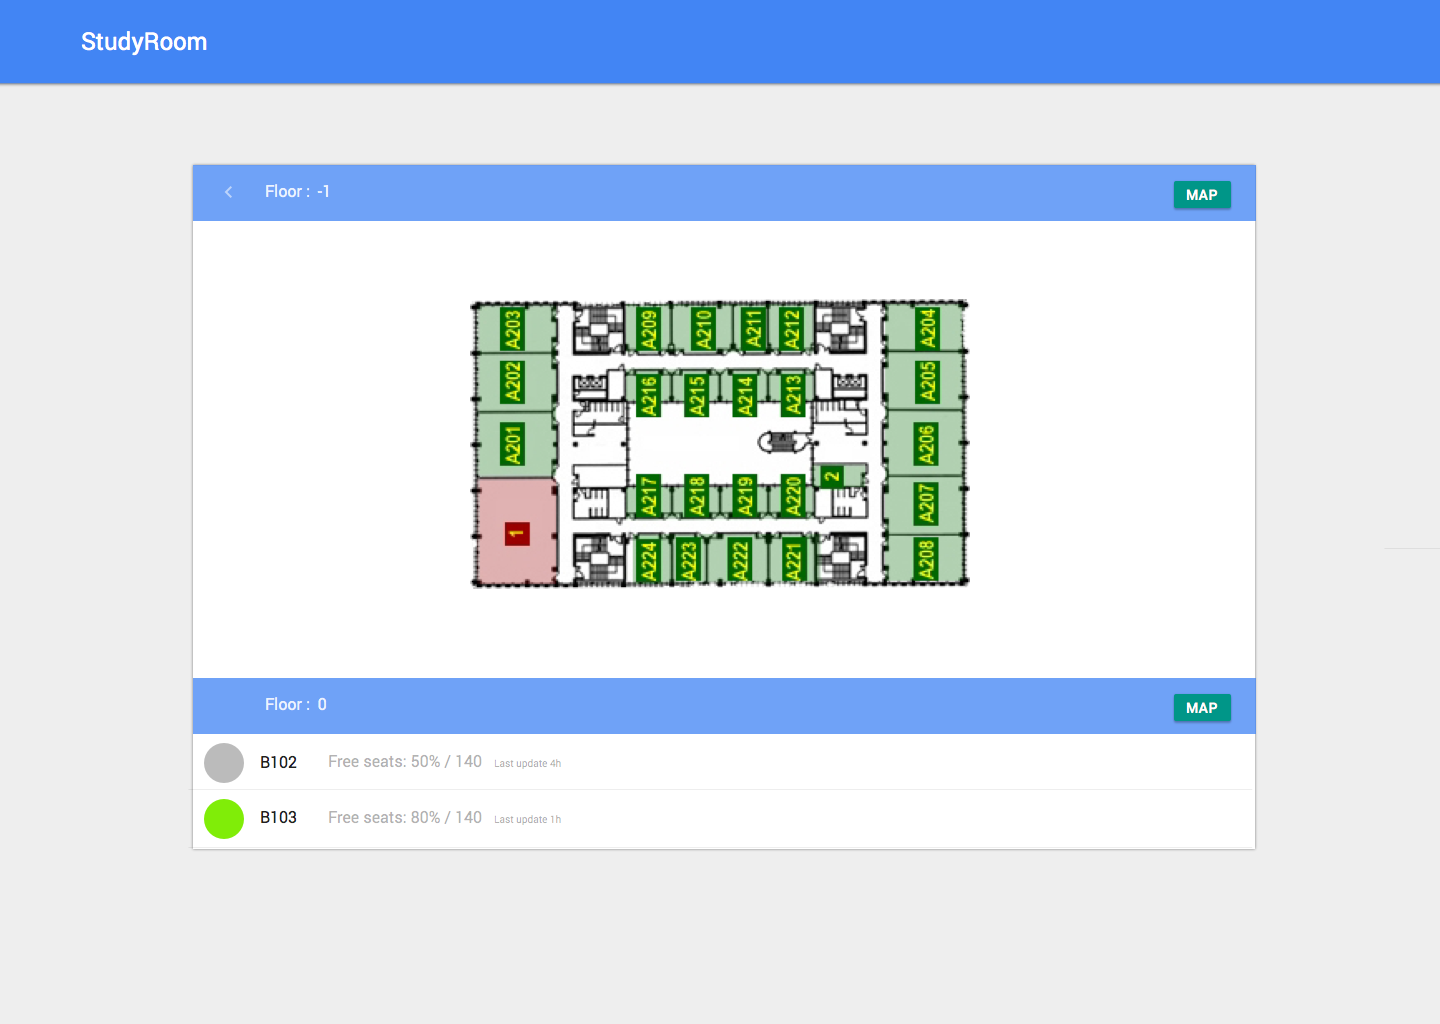 StudyRoom
Floor : -1
MAP
A203 A209 A210 A211 A212 A204
A202 A216 A215 A214 A213 A205
A201 A206
A217 A218 A219 A220 2 A207
1
A224 A223 A222 A221 A208
Floor : 0
MAP
B102 Free seats: 50% / 140 Last update 4h
B103 Free seats: 80% / 140 Last update 1h